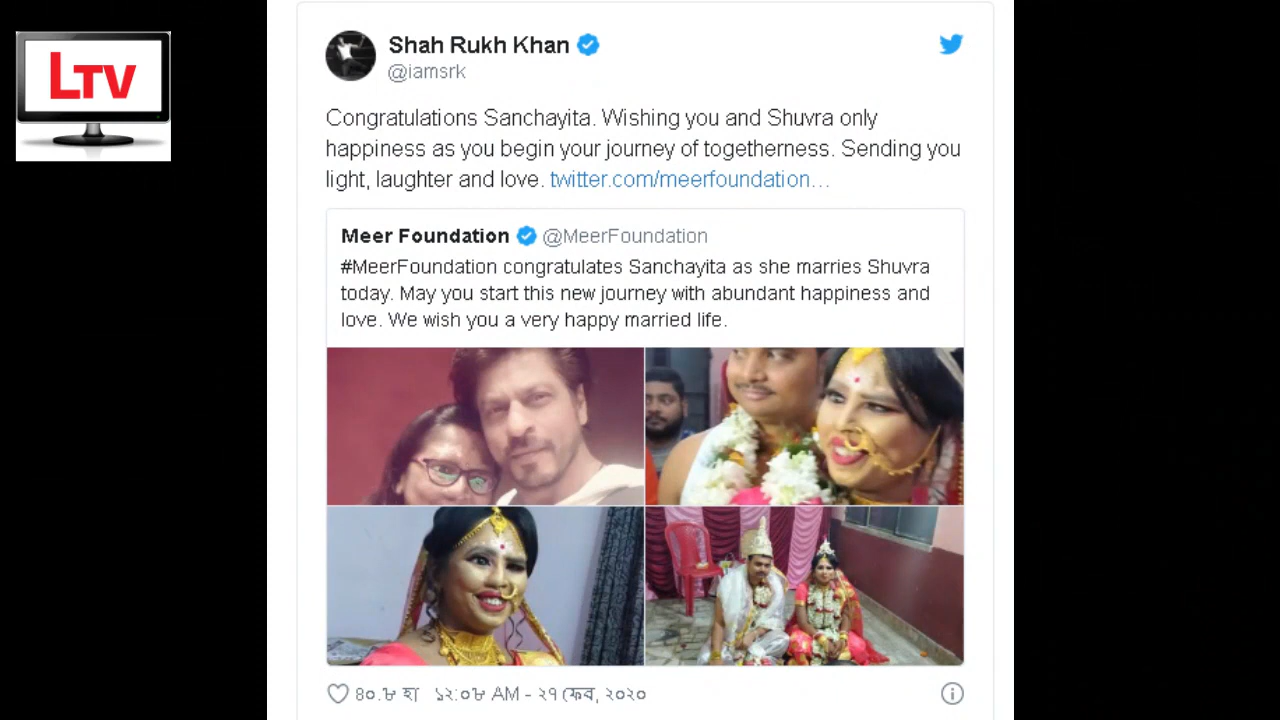 LTV
Shah Rukh Khan
@iamsrk
Congratulations Sanchayita. Wishing you and Shuvra only
happiness as you begin your journey of togetherness. Sending you
light, laughter and love. twitter.com/meerfoundation…
Meer Foundation @MeerFoundation
#MeerFoundation congratulates Sanchayita as she marries Shuvra
today. May you start this new journey with abundant happiness and
love. We wish you a very happy married life.
৪০.৮ হা ১২:০৮ AM - ২৭ ফেব, ২০২০